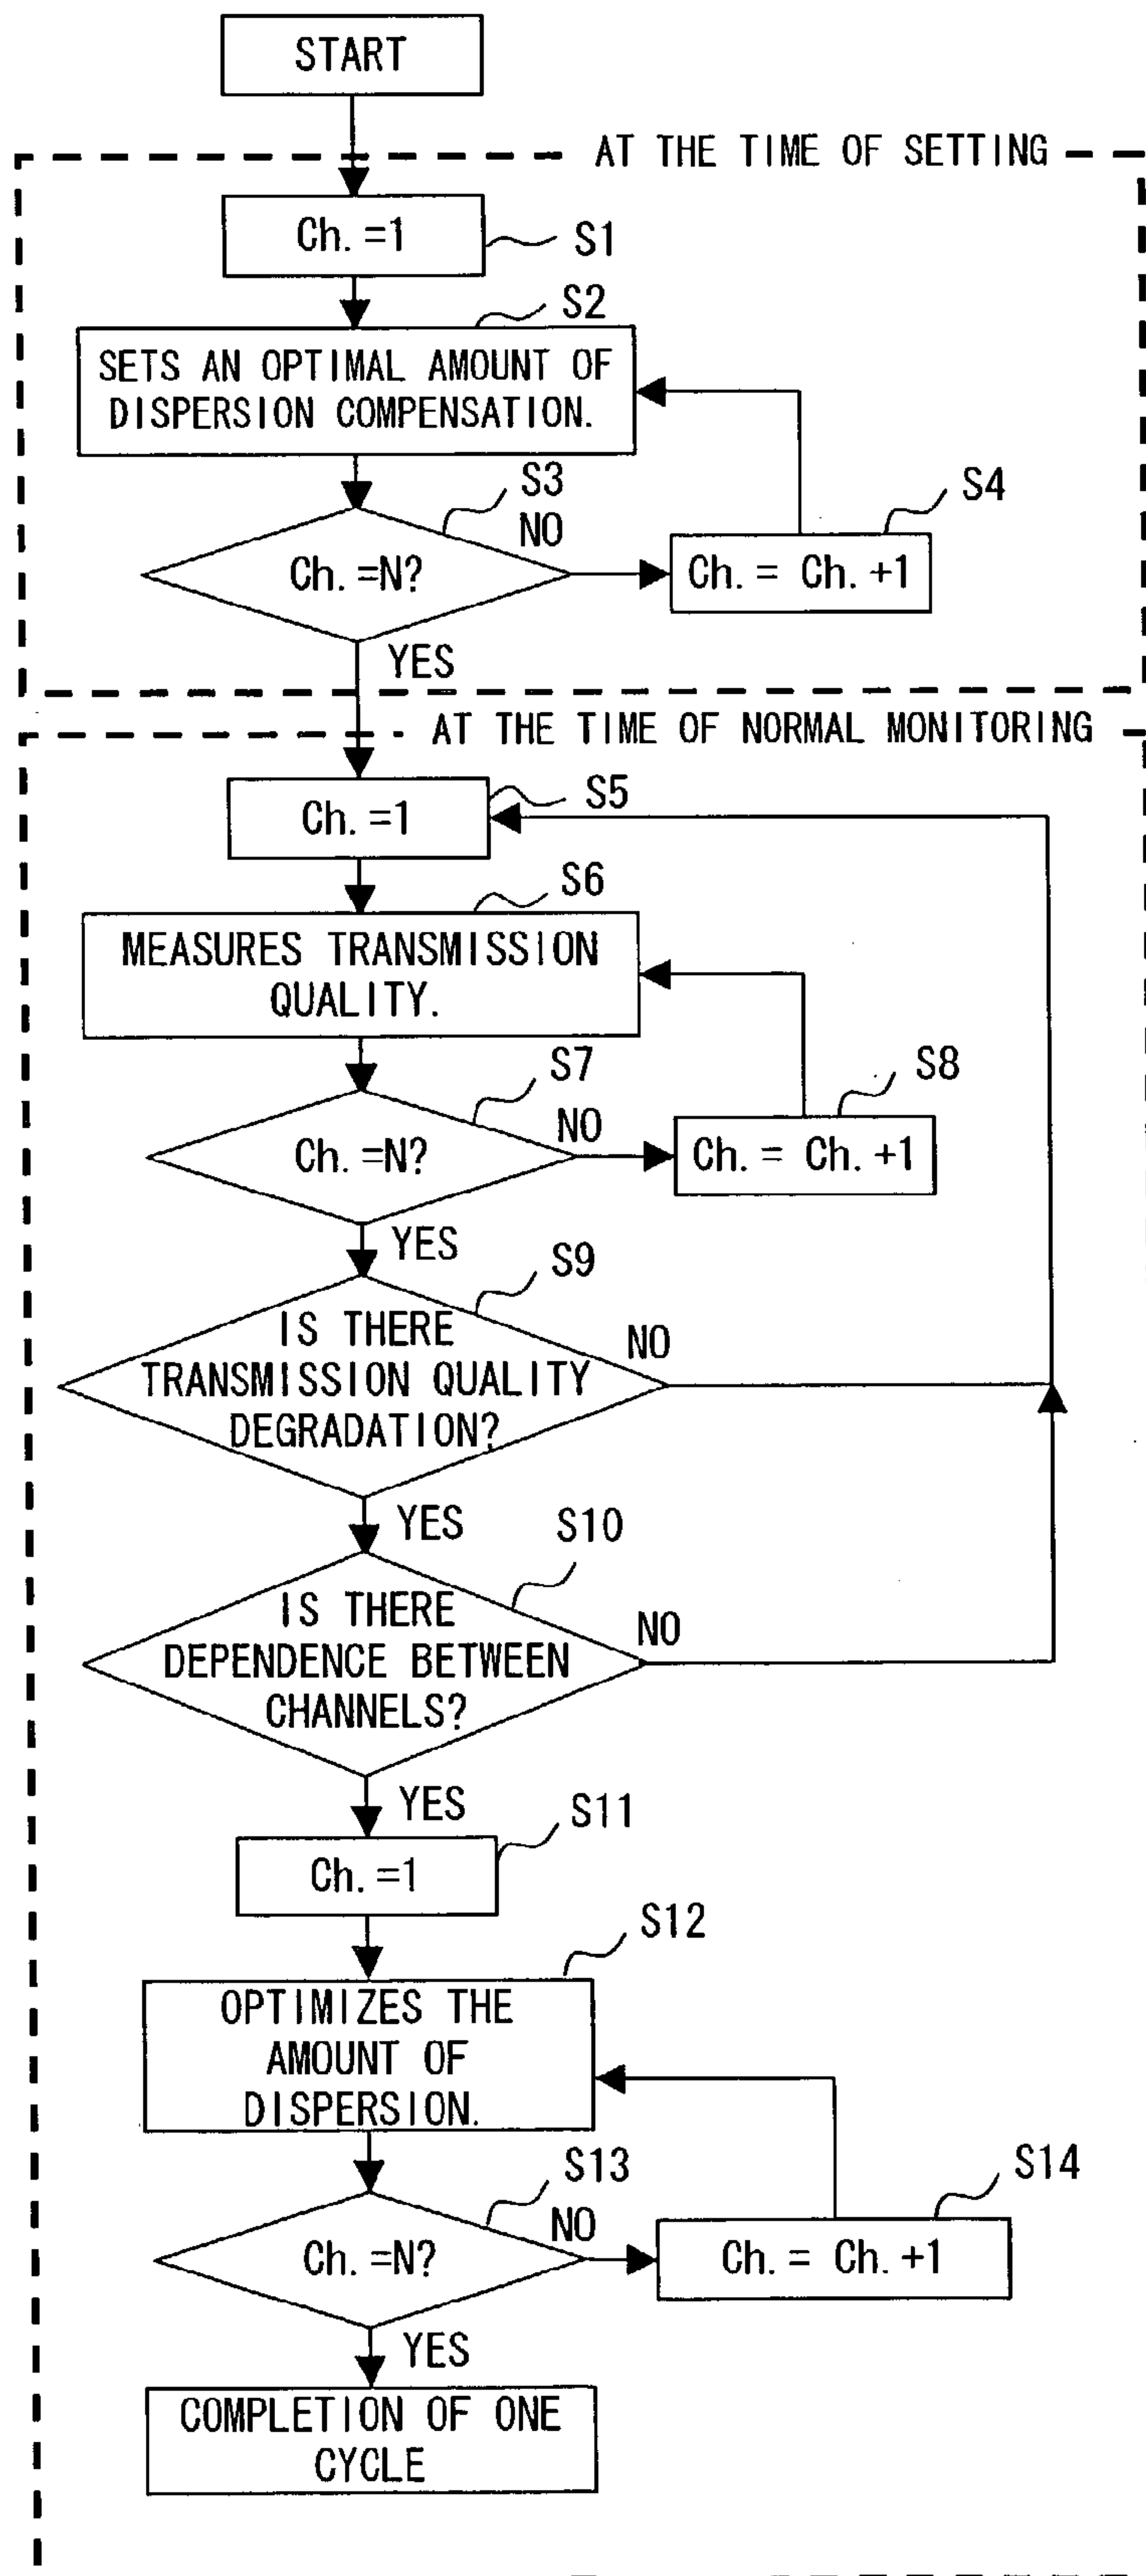 START
AT THE TIME OF SETTING
Ch. =1
S1
S2
SETS AN OPTIMAL AMOUNT OF
DISPERSION COMPENSATION.
S3
NO
S4
Ch. =N?
Ch. = Ch. +1
YES
AT THE TIME OF NORMAL MONITORING
Ch. =1
S5
S6
MEASURES TRANSMISSION
QUALITY.
S7
NO
S8
Ch. =N?
Ch. = Ch. +1
YES
S9
IS THERE
TRANSMISSION QUALITY
DEGRADATION?
NO
YES
S10
IS THERE
DEPENDENCE BETWEEN
CHANNELS?
NO
YES
S11
Ch. =1
S12
OPTIMIZES THE
AMOUNT OF
DISPERSION.
S13
NO
S14
Ch. =N?
Ch. = Ch. +1
YES
COMPLETION OF ONE
CYCLE